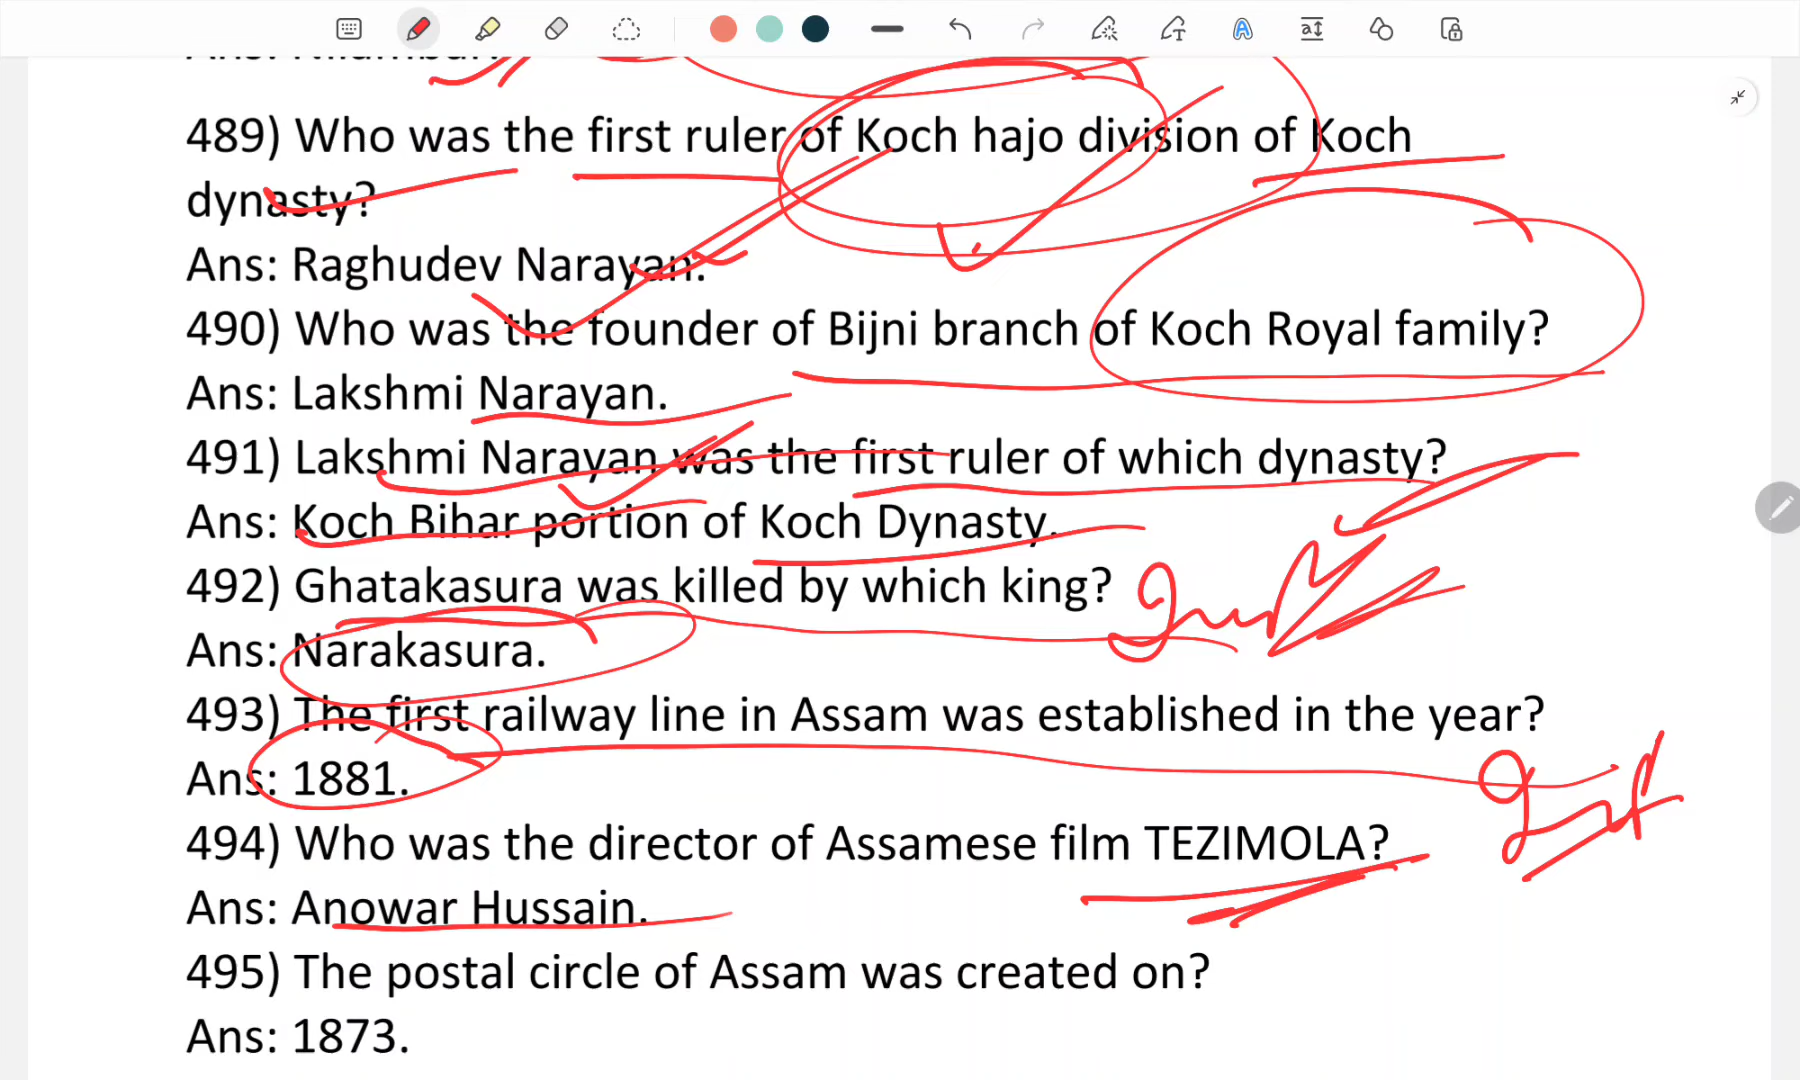 489) Who was the first ruler of Koch hajo division of Koch
dynasty?
Ans: Raghudev Narayan.
490) Who was the founder of Bijni branch of Koch Royal family?
Ans: Lakshmi Narayan.
491) Lakshmi Narayan was the first ruler of which dynasty?
Ans: Koch Bihar portion of Koch Dynasty.
492) Ghatakasura was killed by which king?
Ans: Narakasura.
493) The first railway line in Assam was established in the year?
Ans: 1881.
494) Who was the director of Assamese film TEZIMOLA?
Ans: Anowar Hussain.
495) The postal circle of Assam was created on?
Ans: 1873.